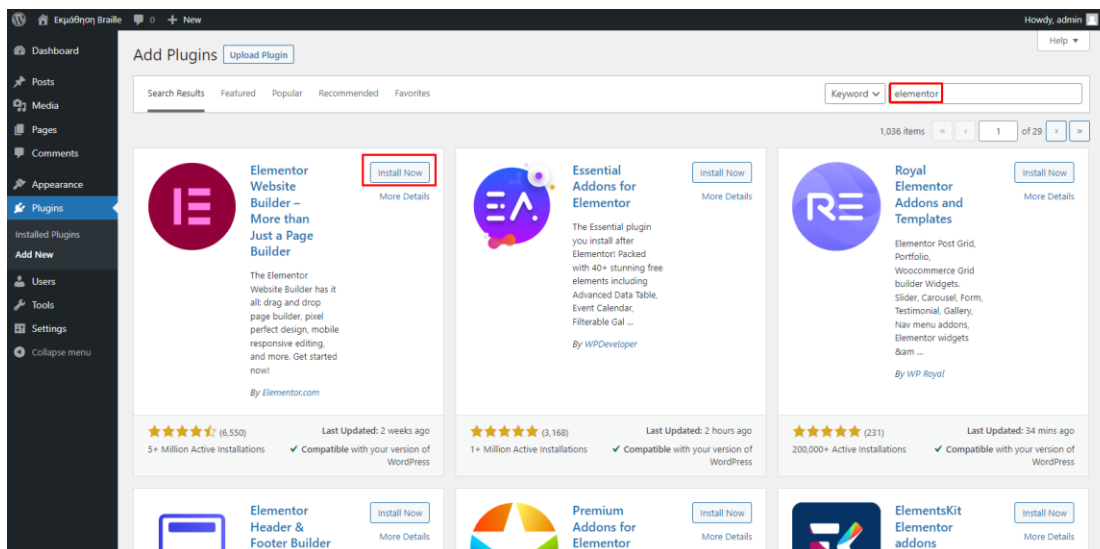 Εκμάθηση Braille 0 + New Howdy, admin
Help
Dashboard
Posts
Media
Pages
Comments
Appearance
Plugins
Installed Plugins
Add New
Users
Tools
Settings
Collapse menu
Add Plugins Upload Plugin
Search Results Featured Popular Recommended Favorites Keyword elementor
1,036 items « ‹ 1 of 29 › »
Elementor
Website
Builder –
More than
Just a Page
Builder
Install Now
More Details
The Elementor
Website Builder has it
all: drag and drop
page builder, pixel
perfect design, mobile
responsive editing,
and more. Get started
now!
By Elementor.com
(6,550) Last Updated: 2 weeks ago
5+ Million Active Installations ✔ Compatible with your version of
WordPress
Essential
Addons for
Elementor
Install Now
More Details
The Essential plugin
you install after
Elementor! Packed
with 40+ stunning free
elements including
Advanced Data Table,
Event Calendar,
Filterable Gal ...
By WPDeveloper
(3,168) Last Updated: 2 hours ago
1+ Million Active Installations ✔ Compatible with your version of
WordPress
RE
Royal
Elementor
Addons and
Templates
Install Now
More Details
Elementor Post Grid,
Portfolio,
Woocommerce Grid
builder Widgets.
Slider, Carousel, Form,
Testimonial, Gallery,
Nav menu addons,
Elementor widgets
&am ...
By WP Royal
(231) Last Updated: 34 mins ago
200,000+ Active Installations ✔ Compatible with your version of
WordPress
Elementor
Header &
Footer Builder
Install Now
More Details
Premium
Addons for
Elementor
Install Now
More Details
ElementsKit
Elementor
addons
Install Now
More Details